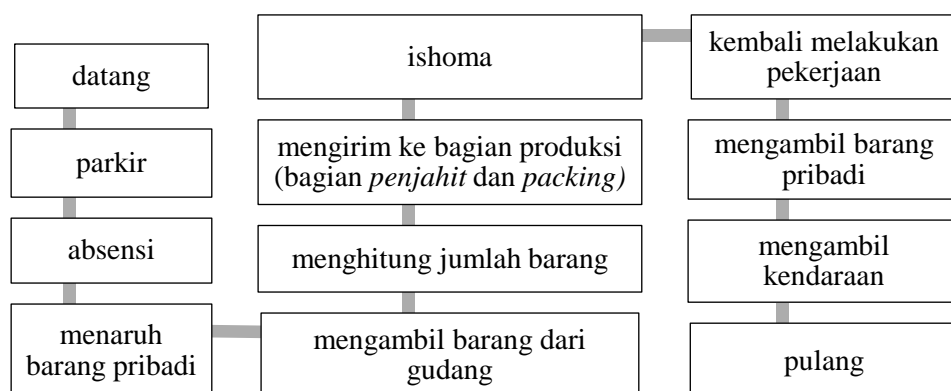 datang
parkir
absensi
menaruh
barang pribadi
mengambil barang dari
gudang
menghitung jumlah barang
mengirim ke bagian produksi
(bagian penjahit dan packing)
ishoma
kembali melakukan
pekerjaan
mengambil barang
pribadi
mengambil
kendaraan
pulang